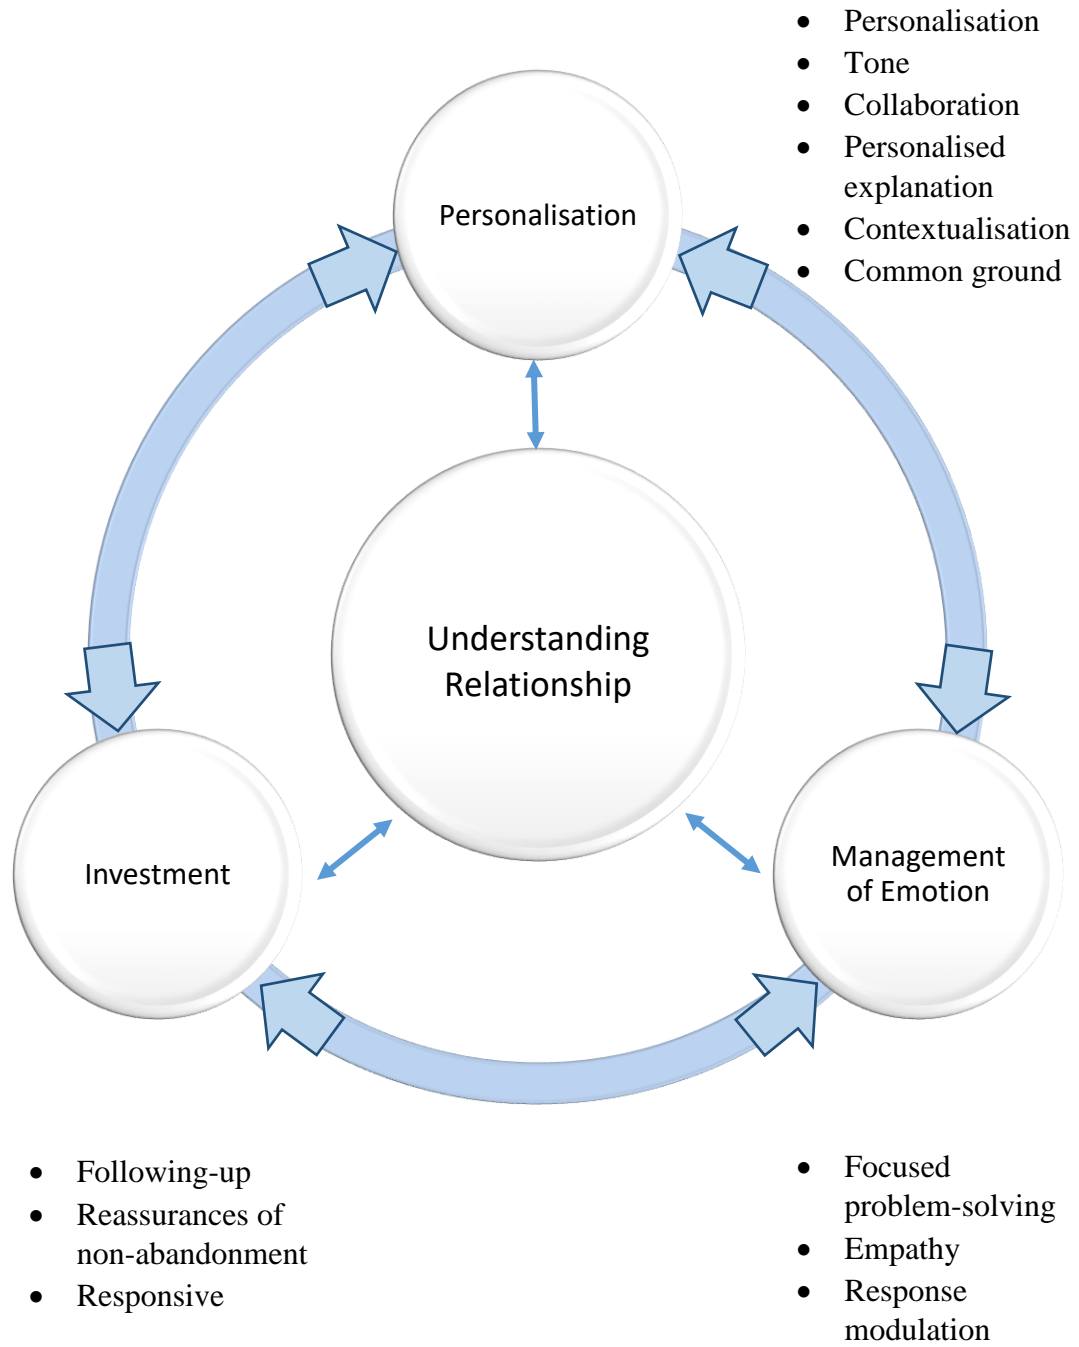 • Personalisation
• Tone
• Collaboration
• Personalised
explanation
• Contextualisation
• Common ground
Personalisation
Understanding
Relationship
Investment
Management
of Emotion
• Following-up
• Reassurances of
non-abandonment
• Responsive
• Focused
problem-solving
• Empathy
• Response
modulation